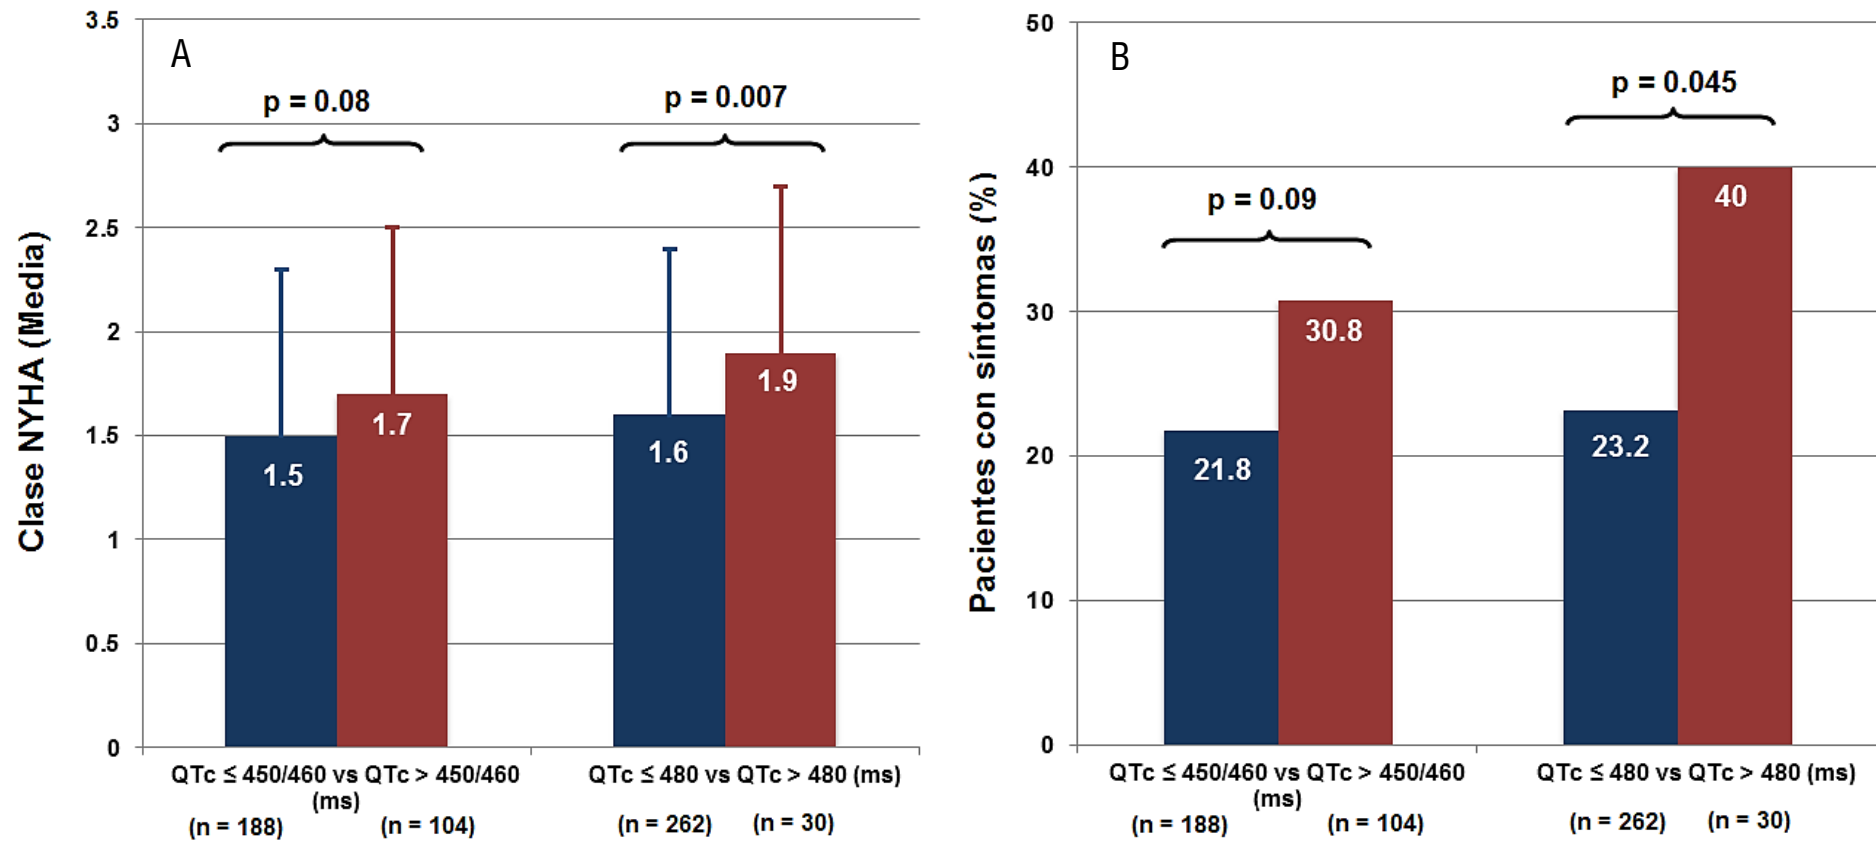 A
Clase NYHA (Media)
3.5
3
2.5
2
1.5
1
0.5
0
p = 0.08
p = 0.007
1.5
1.7
1.6
1.9
QTc ≤ 450/460 vs QTc > 450/460
(ms)
(n = 188)
(n = 104)
QTc ≤ 480 vs QTc > 480 (ms)
(n = 262)
(n = 30)
B
Pacientes con síntomas (%)
50
40
30
20
10
0
p = 0.09
p = 0.045
21.8
30.8
23.2
40
QTc ≤ 450/460 vs QTc > 450/460
(ms)
(n = 188)
(n = 104)
QTc ≤ 480 vs QTc > 480 (ms)
(n = 262)
(n = 30)